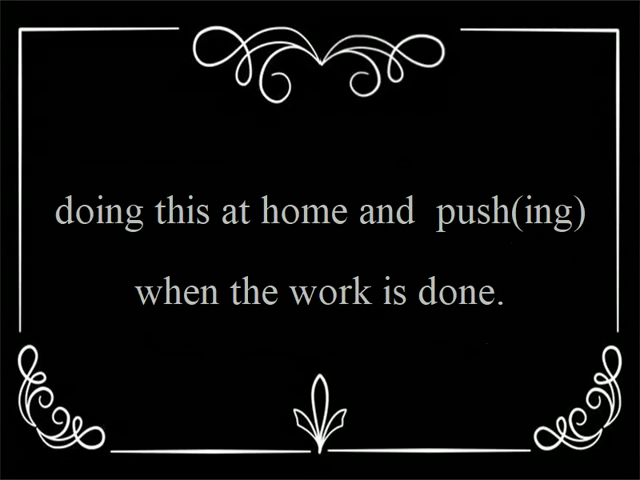 doing this at home and  push(ing)
when the work is done.